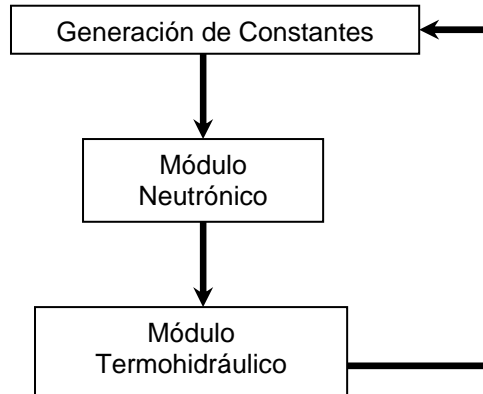 Generación de Constantes
Módulo
Neutrónico
Módulo
Termohidráulico